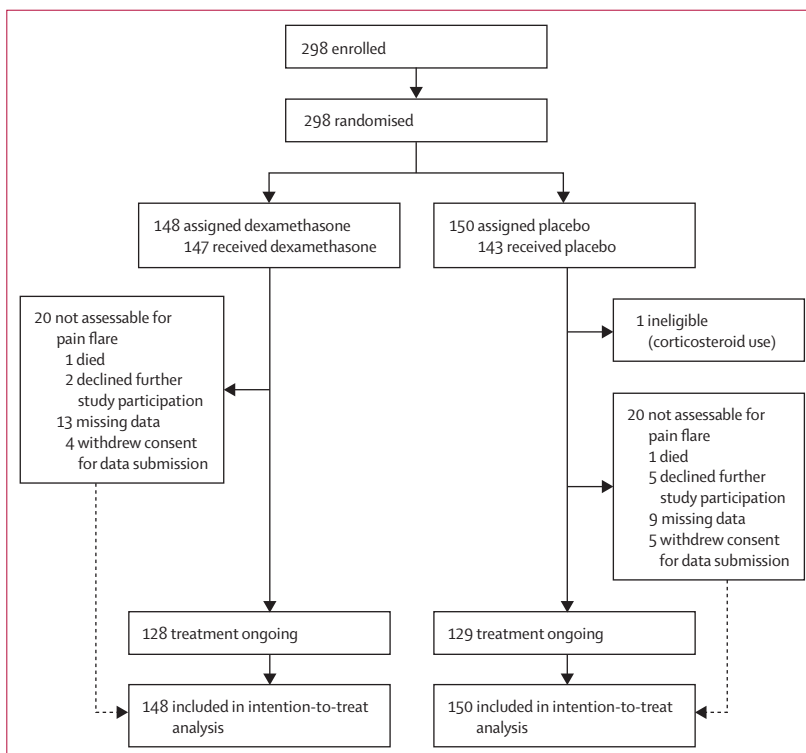 298 enrolled
298 randomised
148 assigned dexamethasone
147 received dexamethasone
150 assigned placebo
143 received placebo
20 not assessable for
pain flare
1 died
2 declined further
study participation
13 missing data
4 withdrew consent
for data submission
1 ineligible
(corticosteroid use)
20 not assessable for
pain flare
1 died
5 declined further
study participation
9 missing data
5 withdrew consent
for data submission
128 treatment ongoing
129 treatment ongoing
148 included in intention-to-treat
analysis
150 included in intention-to-treat
analysis